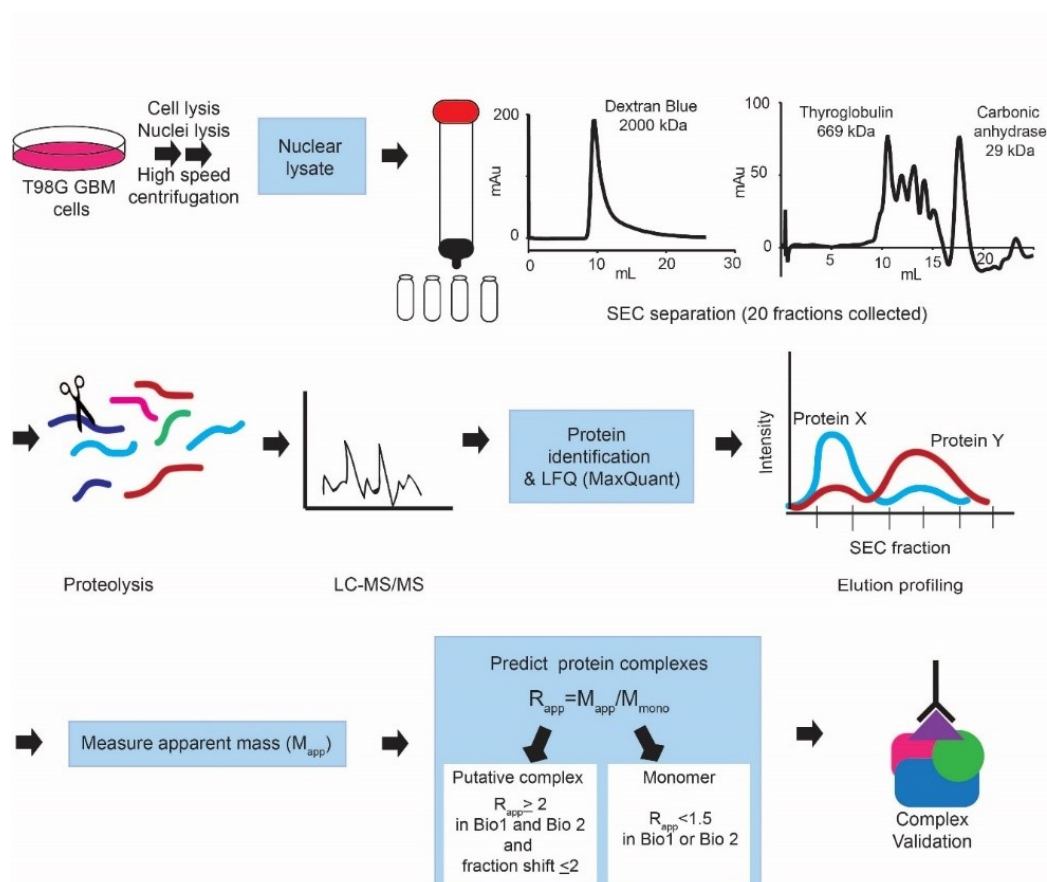 Cell lysis
Nuclei lysis
High speed
centrifugation
T98G GBM
cells
Nuclear
lysate
200
100
0
mAu
0
10
20
30
mL
Dextran Blue
2000 kDa
100
50
0
mAu
5
10
15
20
mL
Thyroglobulin
669 kDa
Carbonic
anhydrase
29 kDa
SEC separation (20 fractions collected)
Proteolysis
LC-MS/MS
Protein
identification
& LFQ (MaxQuant)
Intensity
Protein X
Protein Y
SEC fraction
Elution profiling
Measure apparent mass (Mapp)
Predict protein complexes
Rapp=Mapp/Mmono
Putative complex
Rapp≥ 2
in Bio1 and Bio 2
and
fraction shift ≤2
Monomer
Rapp<1.5
in Bio1 or Bio 2
Complex
Validation